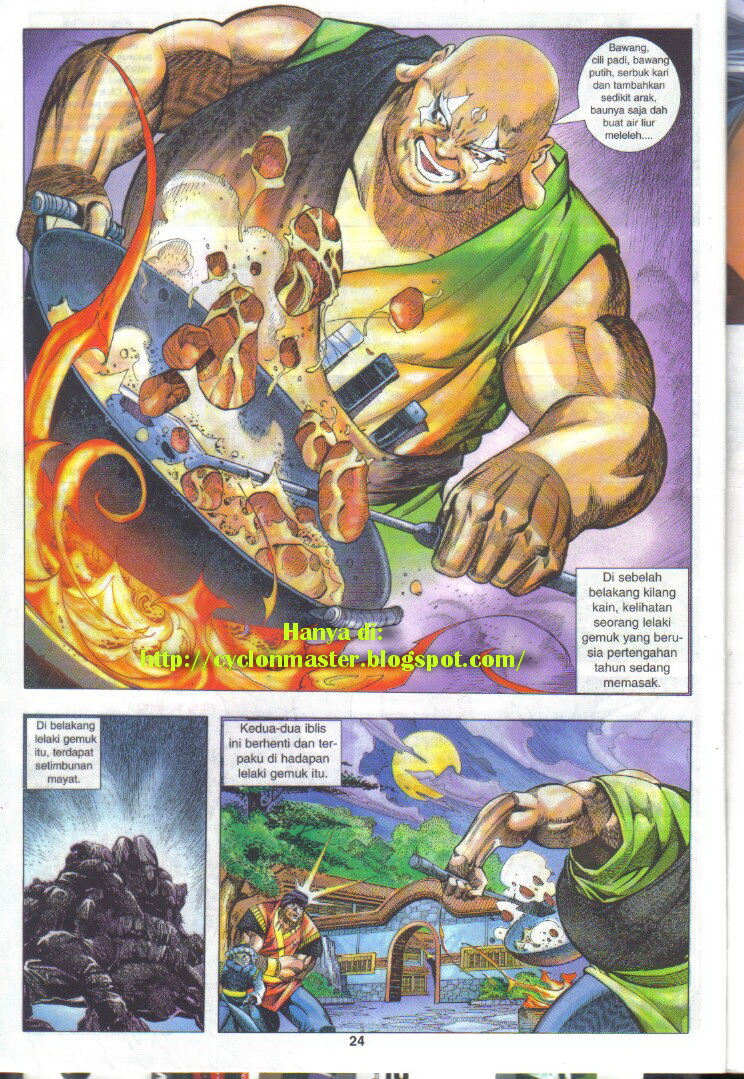 Bawang,
cili padi, bawang
putih, serbuk kari
dan tambahkan
sedikit arak,
baunya saja dah
buat air liur
meleleh....
Di sebelah
belakang kilang
kain, kelihatan
seorang lelaki
gemuk yang beru-
sia pertengahan
tahun sedang
memasak.
Hanya di:
http://cyclonmaster.blogspot.com/
Di belakang
lelaki gemuk
itu, terdapat
setimbunan
mayat.
Kedua-dua iblis
ini berhenti dan ter-
paku di hadapan
lelaki gemuk itu.
24